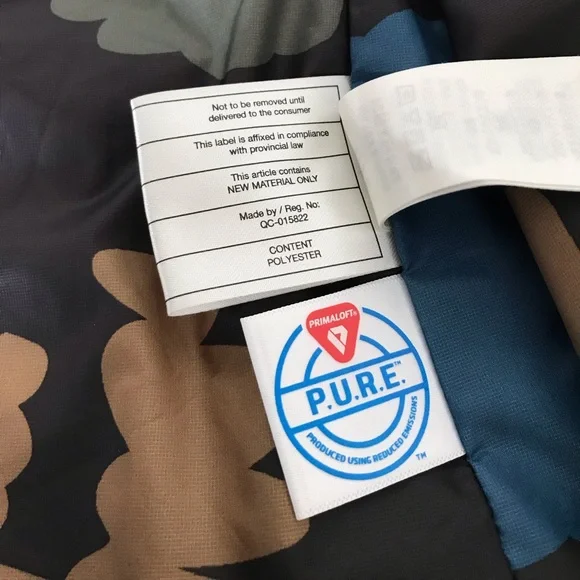 Not to be removed until
delivered to the consumer
This label is affixed in compliance
with provincial law
This article contains
NEW MATERIAL ONLY
Made by / Reg. No:
QC-015822
CONTENT
POLYESTER
PRIMALOFT®
P.U.R.E.™
PRODUCED USING REDUCED EMISSIONS
™